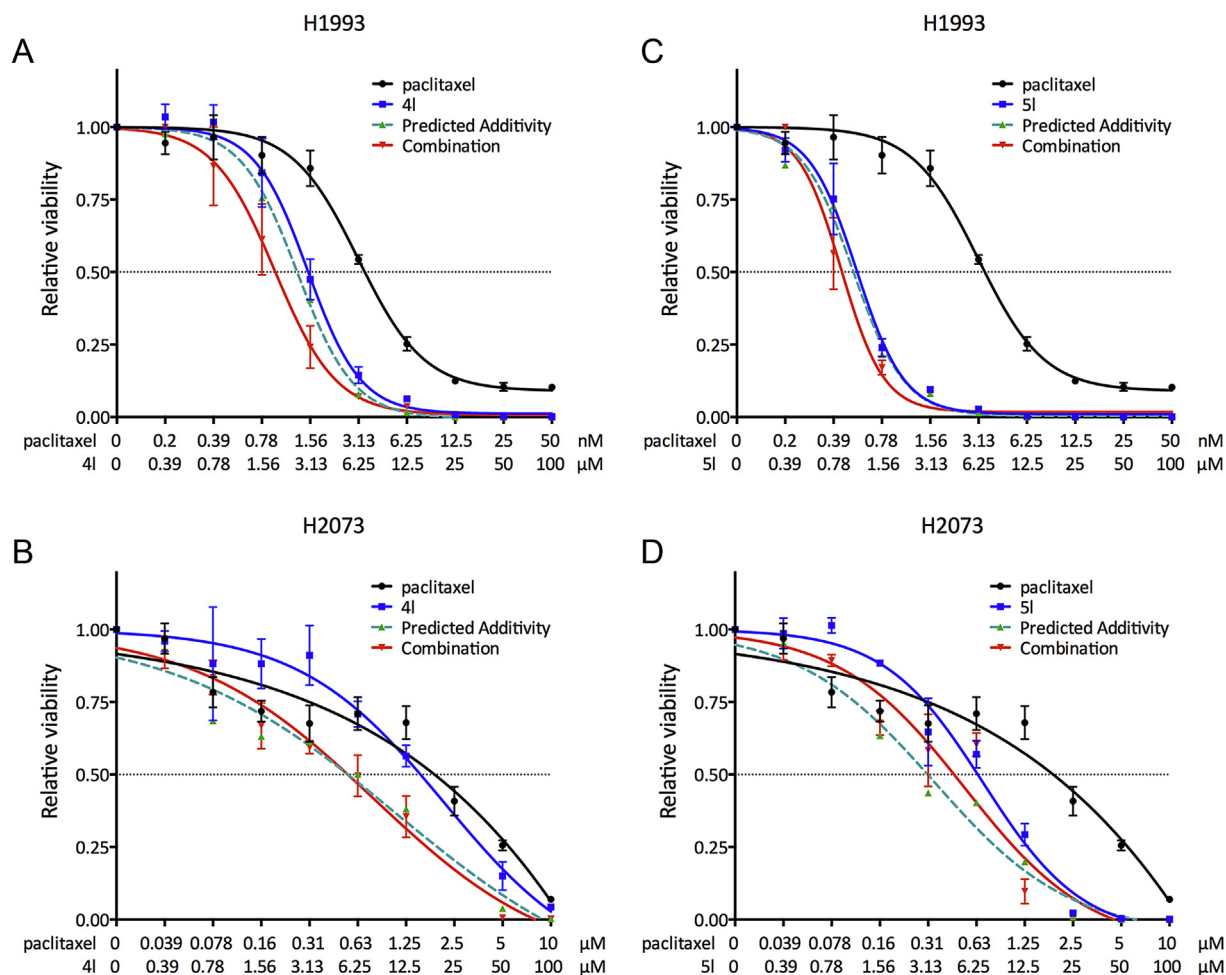 H1993
A
paclitaxel
4l
Predicted Additivity
Combination
Relative viability
1.00
0.75
0.50
0.25
0.00
paclitaxel 0 0.2 0.39 0.78 1.56 3.13 6.25 12.5 25 50 nM
4l 0 0.39 0.78 1.56 3.13 6.25 12.5 25 50 100 µM
H1993
C
paclitaxel
5l
Predicted Additivity
Combination
Relative viability
1.00
0.75
0.50
0.25
0.00
paclitaxel 0 0.2 0.39 0.78 1.56 3.13 6.25 12.5 25 50 nM
5l 0 0.39 0.78 1.56 3.13 6.25 12.5 25 50 100 µM
H2073
B
paclitaxel
4l
Predicted Additivity
Combination
Relative viability
1.00
0.75
0.50
0.25
0.00
paclitaxel 0 0.039 0.078 0.16 0.31 0.63 1.25 2.5 5 10 µM
4l 0 0.39 0.78 1.56 3.13 6.25 12.5 25 50 100 µM
H2073
D
paclitaxel
5l
Predicted Additivity
Combination
Relative viability
1.00
0.75
0.50
0.25
0.00
paclitaxel 0 0.039 0.078 0.16 0.31 0.63 1.25 2.5 5 10 µM
5l 0 0.39 0.78 1.56 3.13 6.25 12.5 25 50 100 µM